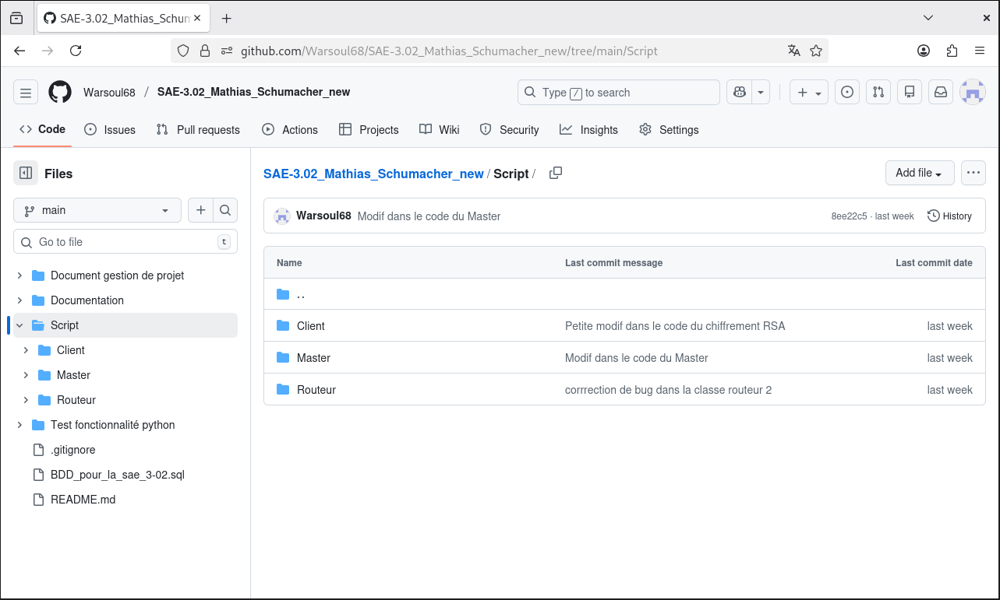 SAE-3.02_Mathias_Schum
github.com/Warsoul68/SAE-3.02_Mathias_Schumacher_new/tree/main/Script
Warsoul68 / SAE-3.02_Mathias_Schumacher_new
Type / to search
Code Issues Pull requests Actions Projects Wiki Security Insights Settings
Files
main
Go to file t
Document gestion de projet
Documentation
Script
Client
Master
Routeur
Test fonctionnalité python
.gitignore
BDD_pour_la_sae_3-02.sql
README.md
SAE-3.02_Mathias_Schumacher_new / Script /
Add file
Warsoul68 Modif dans le code du Master 8ee22c5 · last week History
Name Last commit message Last commit date
..
Client Petite modif dans le code du chiffrement RSA last week
Master Modif dans le code du Master last week
Routeur corrrection de bug dans la classe routeur 2 last week